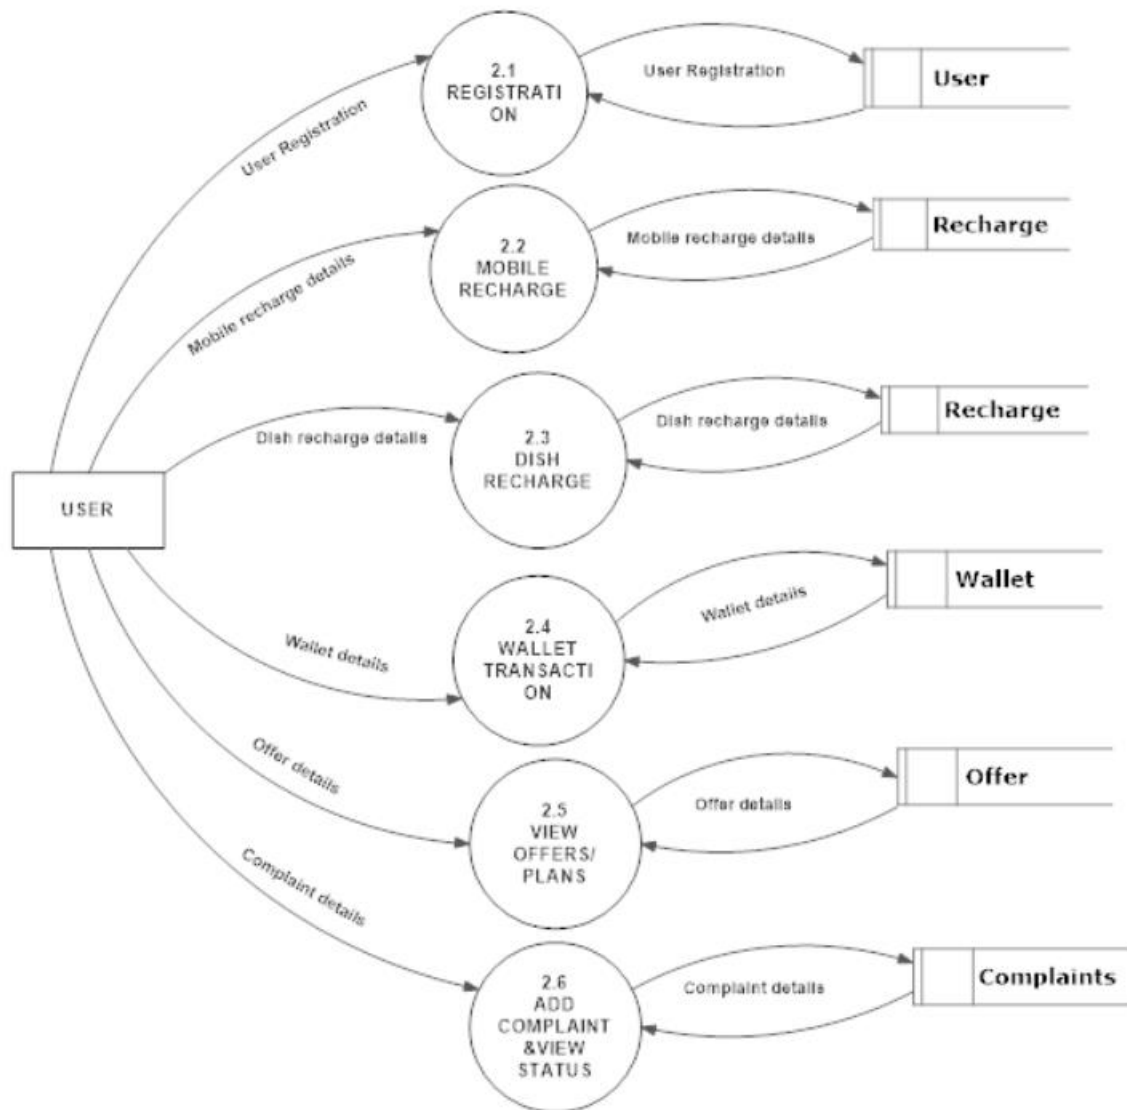 2.1
REGISTRATI
ON
User Registration
User
User Registration
2.2
MOBILE
RECHARGE
Mobile recharge details
Recharge
Mobile recharge details
2.3
DISH
RECHARGE
Dish recharge details
Recharge
Dish recharge details
USER
2.4
WALLET
TRANSACTI
ON
Wallet details
Wallet
Wallet details
2.5
VIEW
OFFERS/
PLANS
Offer details
Offer
Offer details
2.6
ADD
COMPLAINT
&VIEW
STATUS
Complaint details
Complaints
Complaint details